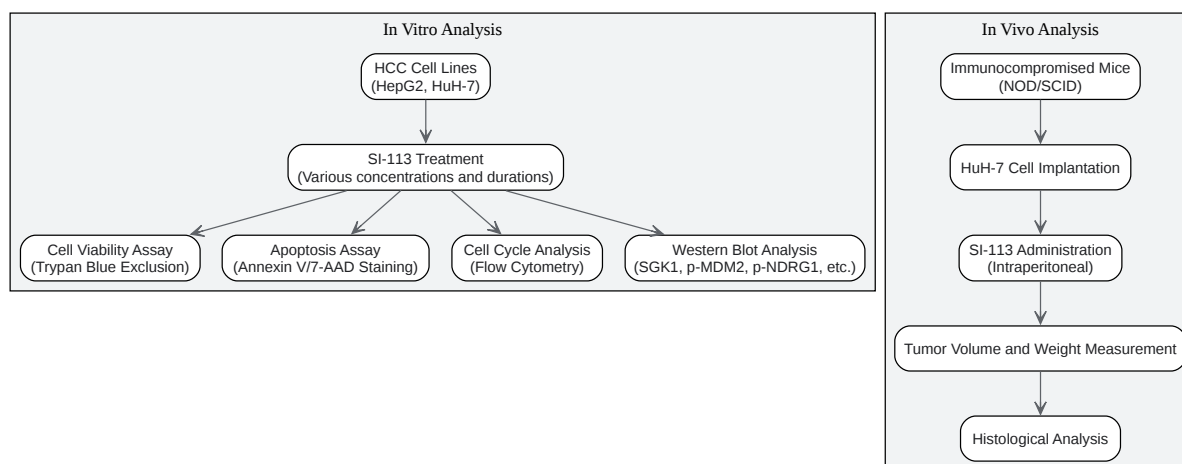 In Vitro Analysis
HCC Cell Lines
(HepG2, HuH-7)
SI-113 Treatment
(Various concentrations and durations)
Cell Viability Assay
(Trypan Blue Exclusion)
Apoptosis Assay
(Annexin V/7-AAD Staining)
Cell Cycle Analysis
(Flow Cytometry)
Western Blot Analysis
(SGK1, p-MDM2, p-NDRG1, etc.)
In Vivo Analysis
Immunocompromised Mice
(NOD/SCID)
HuH-7 Cell Implantation
SI-113 Administration
(Intraperitoneal)
Tumor Volume and Weight Measurement
Histological Analysis